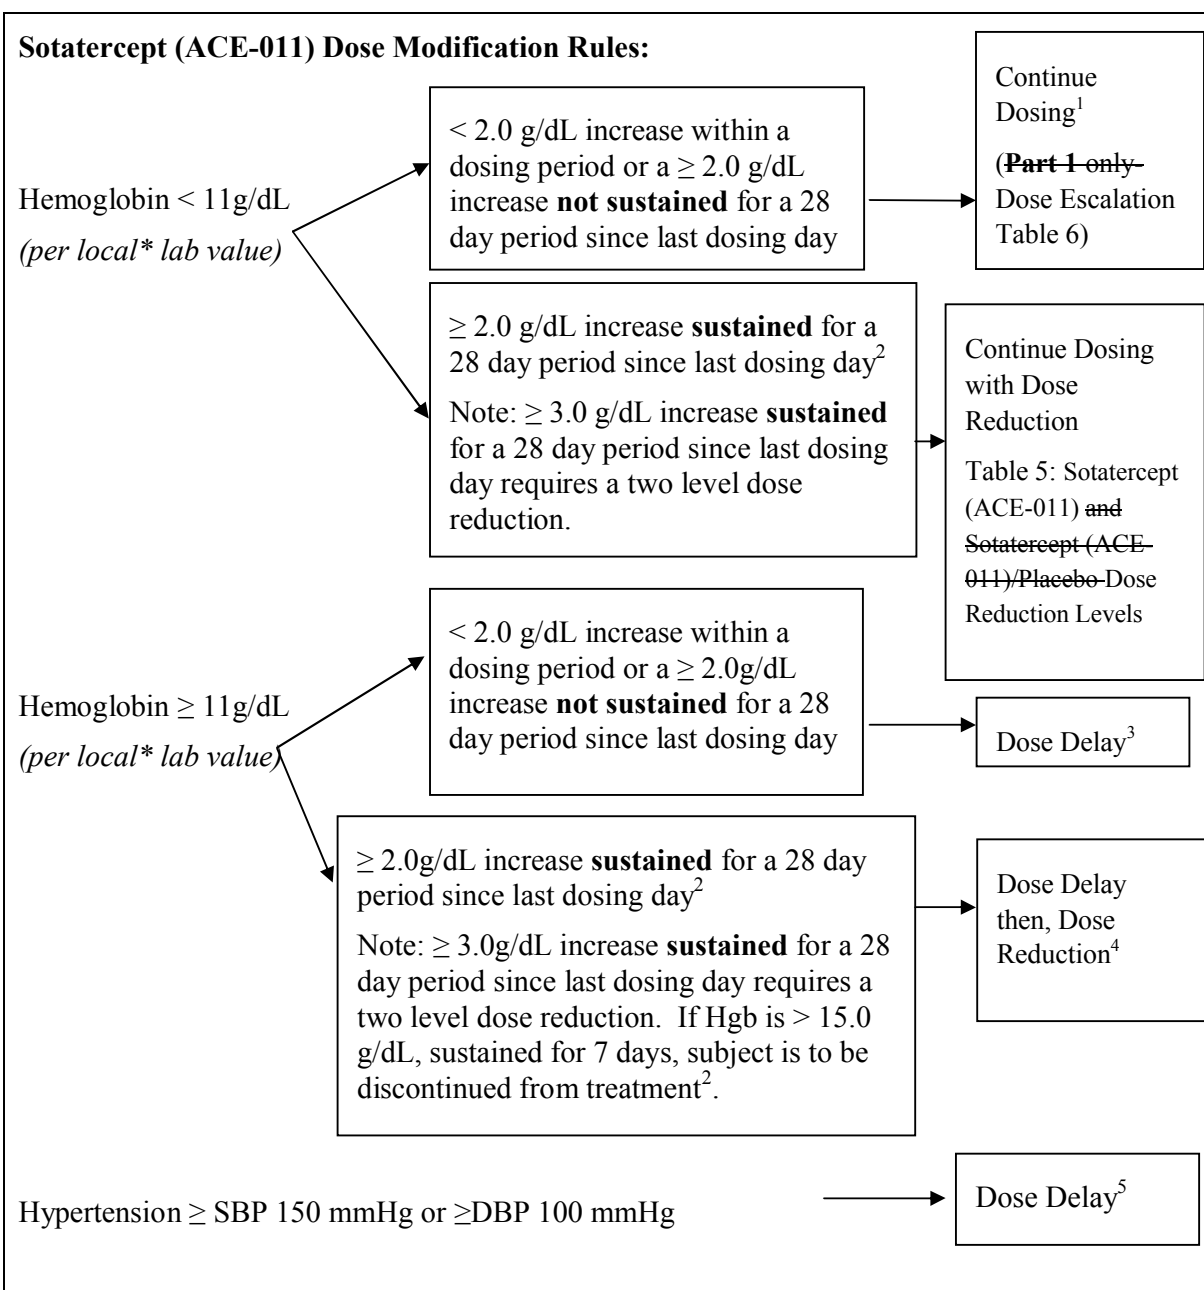 Sotatercept (ACE-011) Dose Modification Rules:
Hemoglobin < 11g/dL
(per local* lab value)
< 2.0 g/dL increase within a
dosing period or a ≥ 2.0 g/dL
increase not sustained for a 28
day period since last dosing day
Continue
Dosing1
(Part 1 only-
Dose Escalation
Table 6)
≥ 2.0 g/dL increase sustained for a
28 day period since last dosing day2
Note: ≥ 3.0 g/dL increase sustained
for a 28 day period since last dosing
day requires a two level dose
reduction.
Continue Dosing
with Dose
Reduction
Table 5: Sotatercept
(ACE-011) and
Sotatercept (ACE-
011)/Placebo Dose
Reduction Levels
Hemoglobin ≥ 11g/dL
(per local* lab value)
< 2.0 g/dL increase within a
dosing period or a ≥ 2.0g/dL
increase not sustained for a 28
day period since last dosing day
Dose Delay3
≥ 2.0g/dL increase sustained for a 28 day
period since last dosing day2
Note: ≥ 3.0g/dL increase sustained for a 28
day period since last dosing day requires a
two level dose reduction.  If Hgb is > 15.0
g/dL, sustained for 7 days, subject is to be
discontinued from treatment2.
Dose Delay
then, Dose
Reduction4
Hypertension ≥ SBP 150 mmHg or ≥DBP 100 mmHg
Dose Delay5